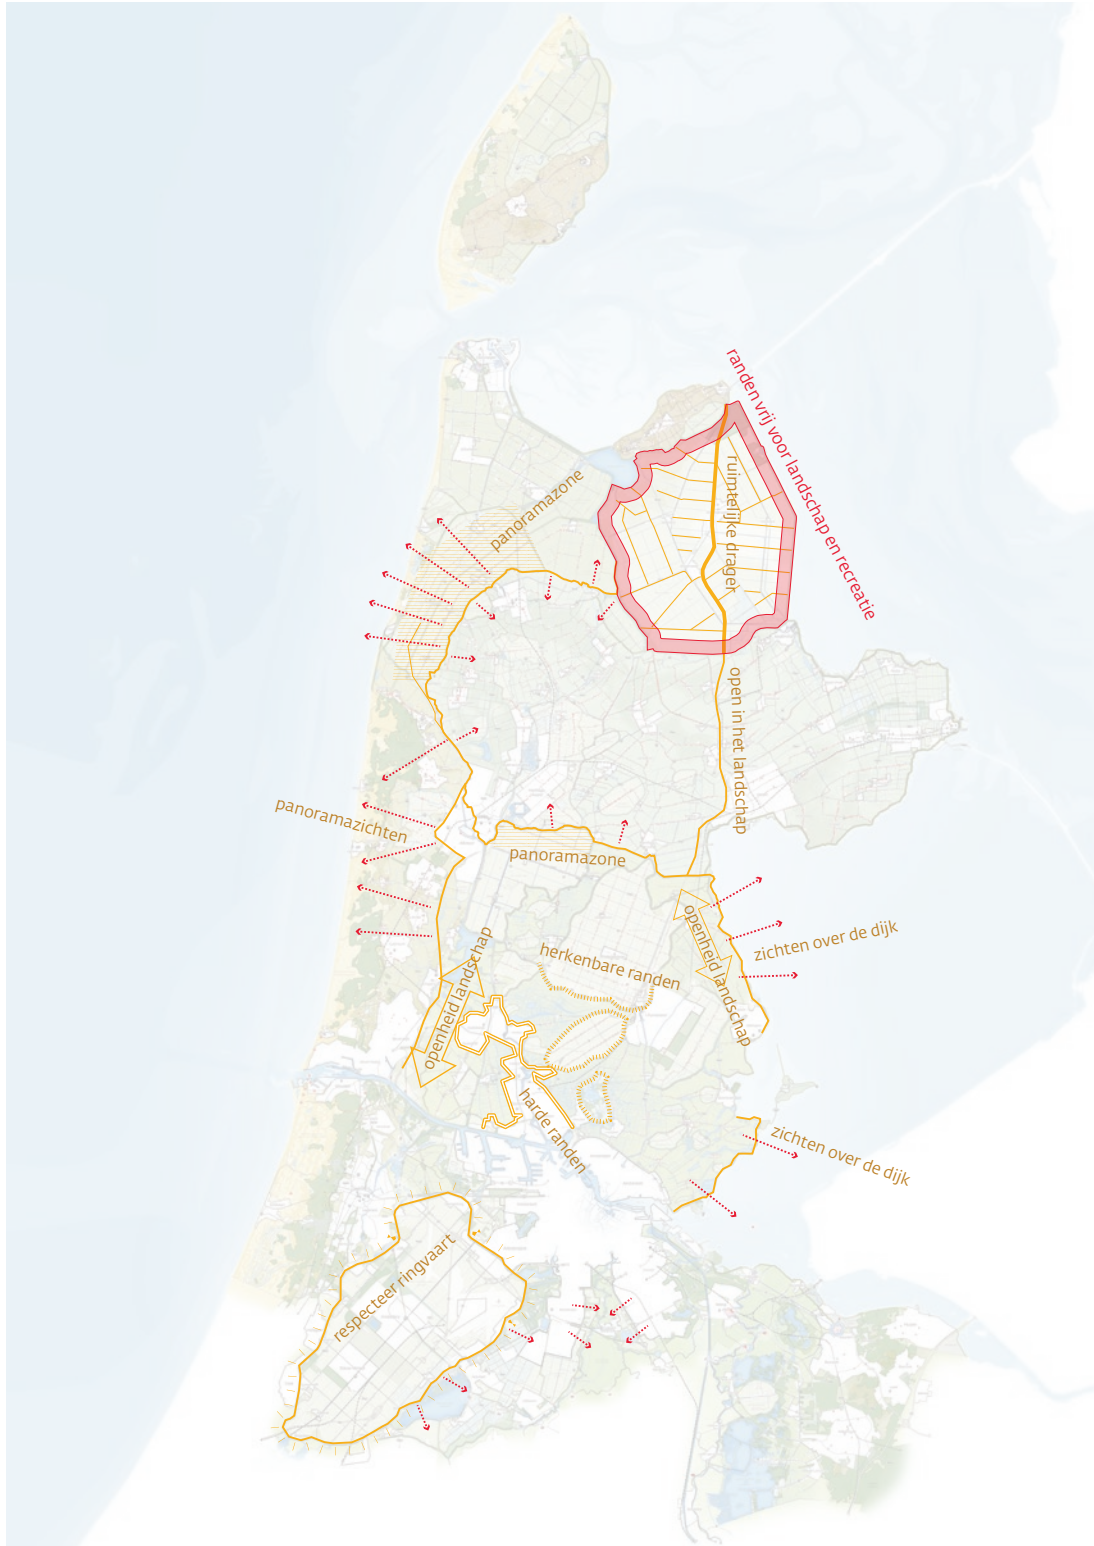 randen vrij voor landschap en recreatie
panoramazone
ruimtelijke drager
open in het landschap
panoramazichten
panoramazone
openheid landschap
zichten over de dijk
herkenbare randen
openheid landschap
harde randen
zichten over de dijk
respecteer ringvaart